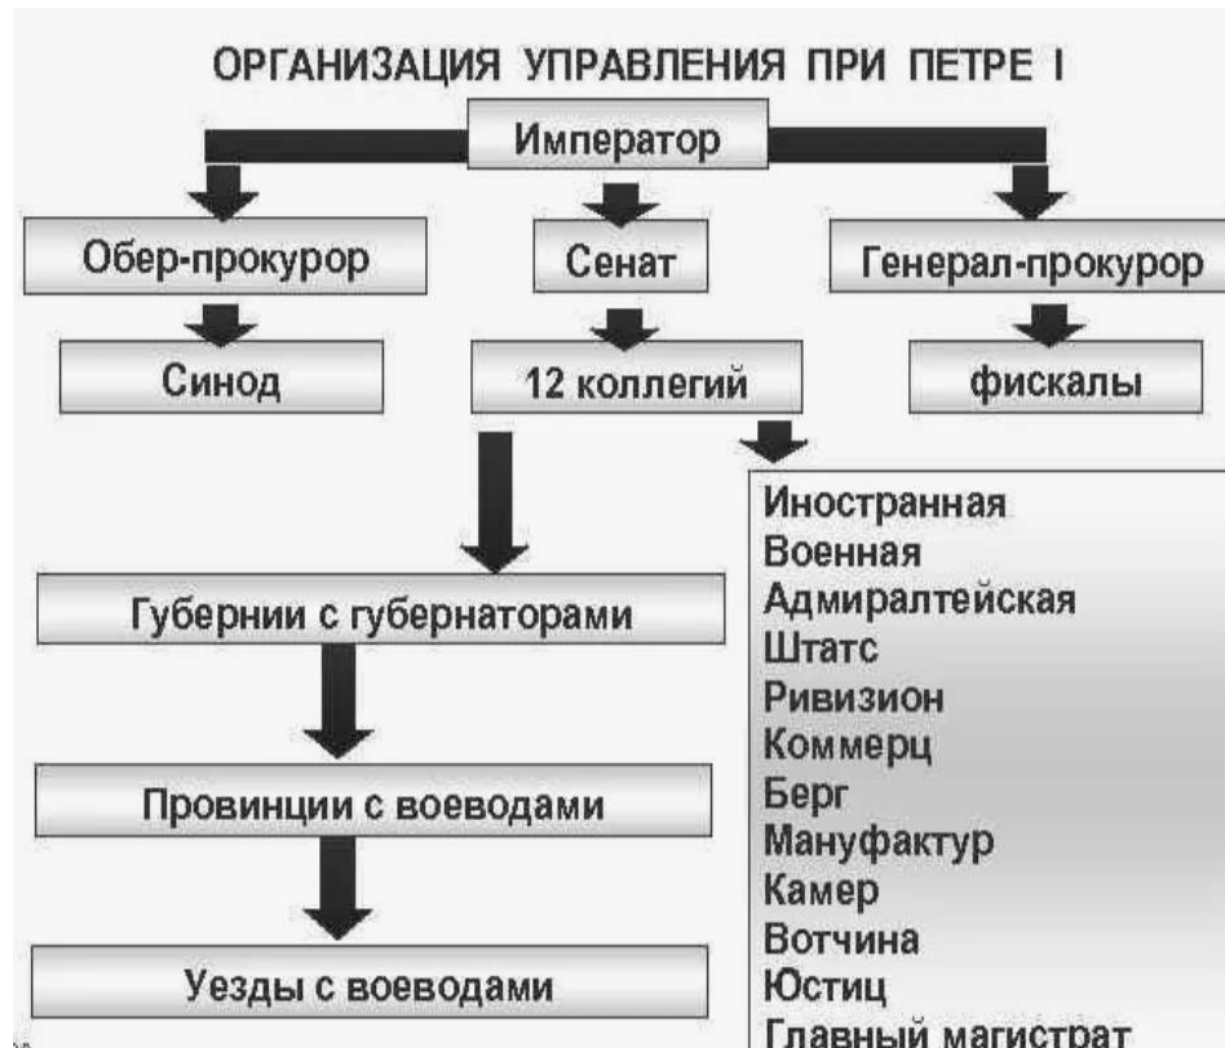 ОРГАНИЗАЦИЯ УПРАВЛЕНИЯ ПРИ ПЕТРЕ I
Император
Обер-прокурор
Сенат
Генерал-прокурор
Синод
12 коллегий
фискалы
Губернии с губернаторами
Провинции с воеводами
Уезды с воеводами
Иностранная
Военная
Адмиралтейская
Штатс
Ривизион
Коммерц
Берг
Мануфактур
Камер
Вотчина
Юстиц
Главный магистрат